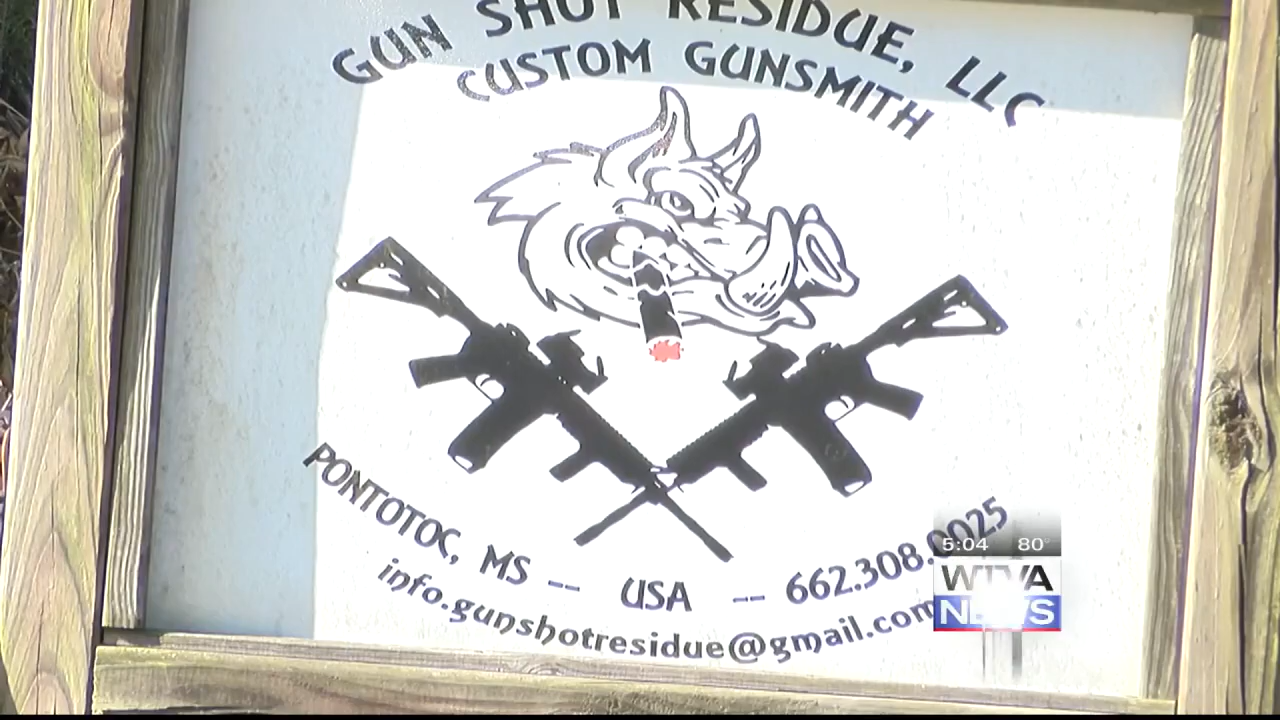 GUN SHOT RESIDUE, LLC
CUSTOM GUNSMITH
PONTOTOC, MS -- USA -- 662.308.0025
info.gunshotresidue@gmail.com
5:04 80°
WTVA
NEWS